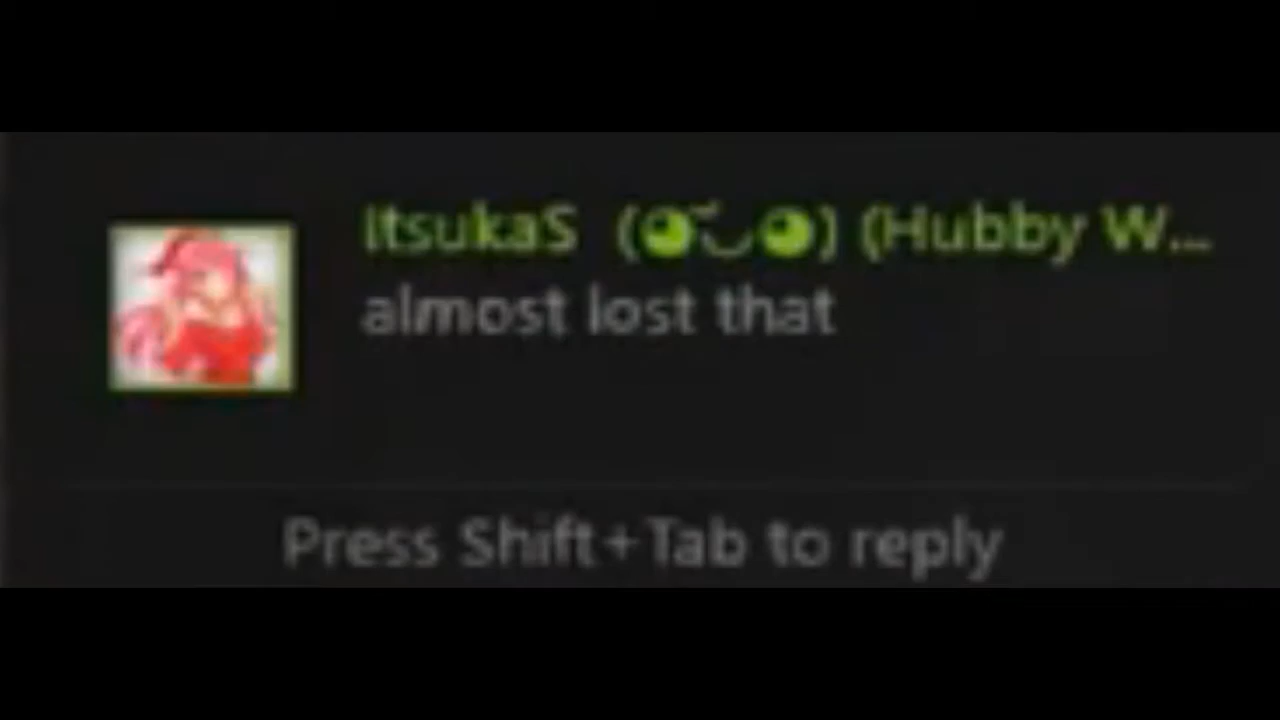 ItsukaS (◕‿◕) (Hubby W...
almost lost that
Press Shift+Tab to reply